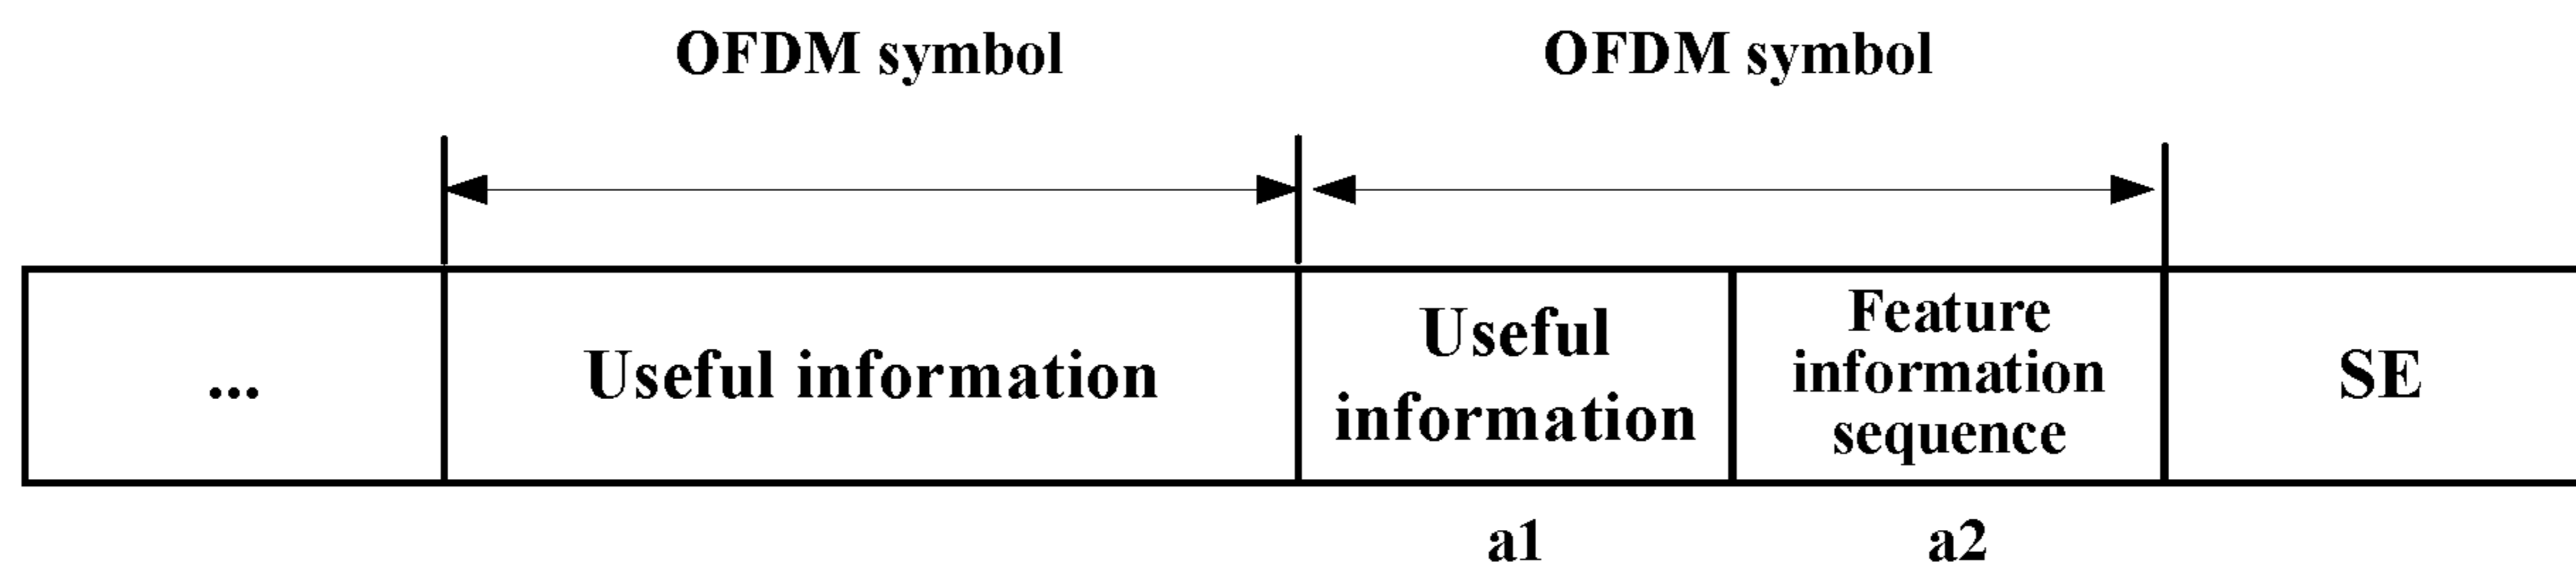 OFDM symbol
OFDM symbol
...
Useful information
Useful
information
Feature
information
sequence
SE
a1
a2